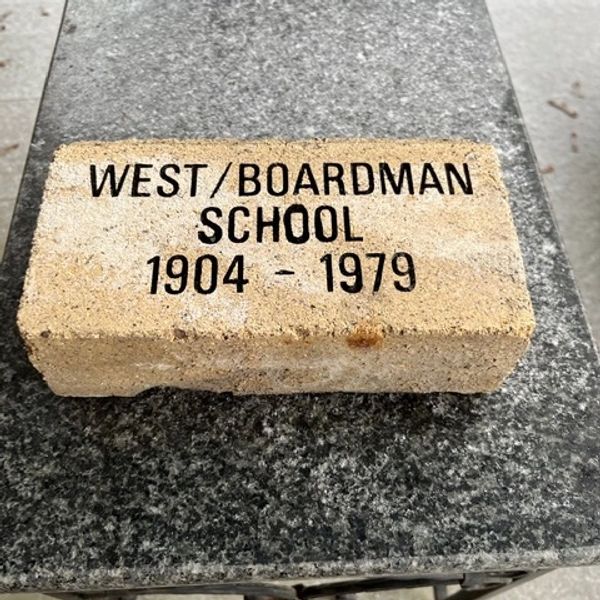 WEST/BOARDMAN
SCHOOL
1904 - 1979